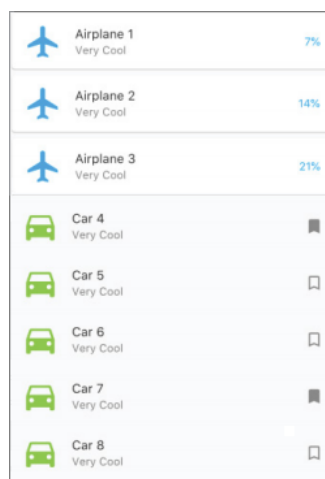 Airplane 1
Very Cool
7%
Airplane 2
Very Cool
14%
Airplane 3
Very Cool
21%
Car 4
Very Cool
Car 5
Very Cool
Car 6
Very Cool
Car 7
Very Cool
Car 8
Very Cool